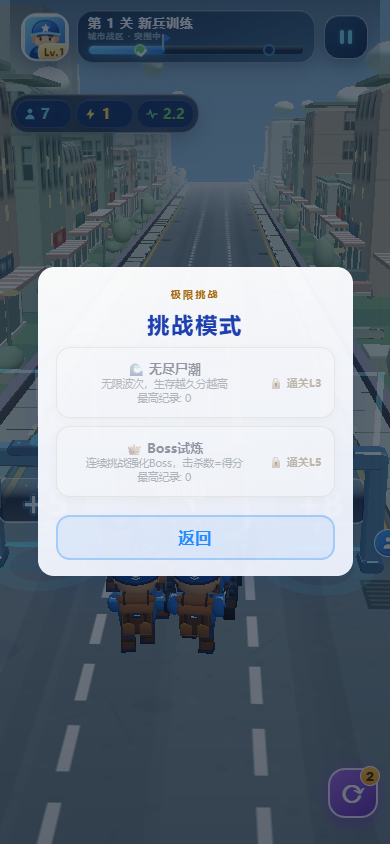 第 1 关 新兵训练
城市战区 · 突围中
Lv.1
7
1
2.2
极限挑战
挑战模式
无尽尸潮
无限波次，生存越久分越高
最高纪录: 0
通关L3
Boss试炼
连续挑战强化Boss，击杀数=得分
最高纪录: 0
通关L5
返回
2